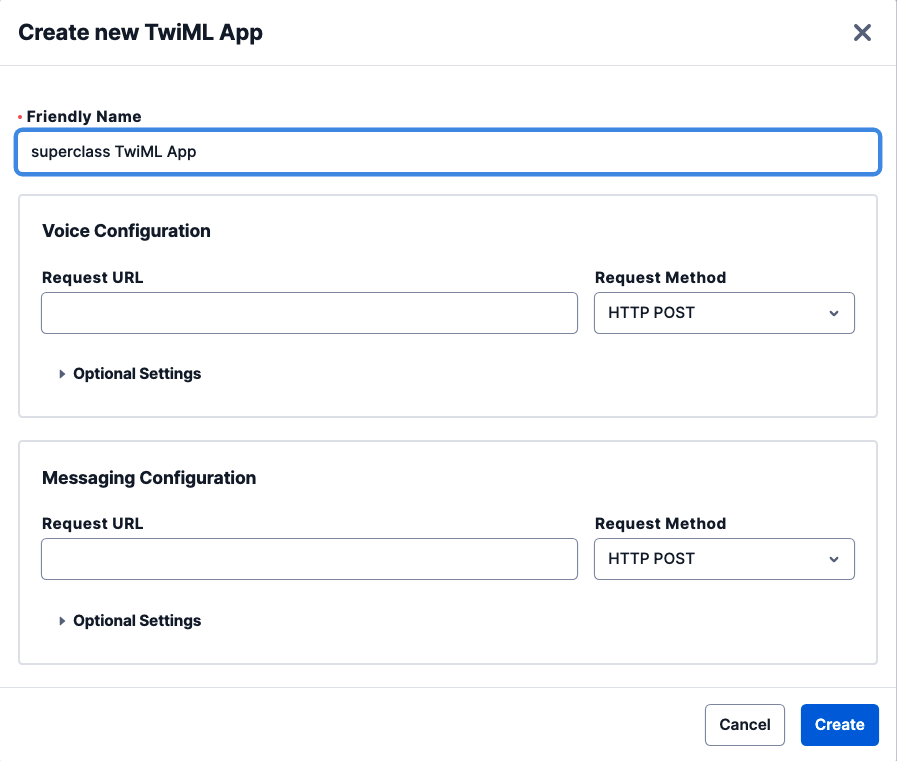 Create new TwiML App
Friendly Name
superclass TwiML App
Voice Configuration
Request URL
Request Method
HTTP POST
Optional Settings
Messaging Configuration
Request URL
Request Method
HTTP POST
Optional Settings
Cancel
Create